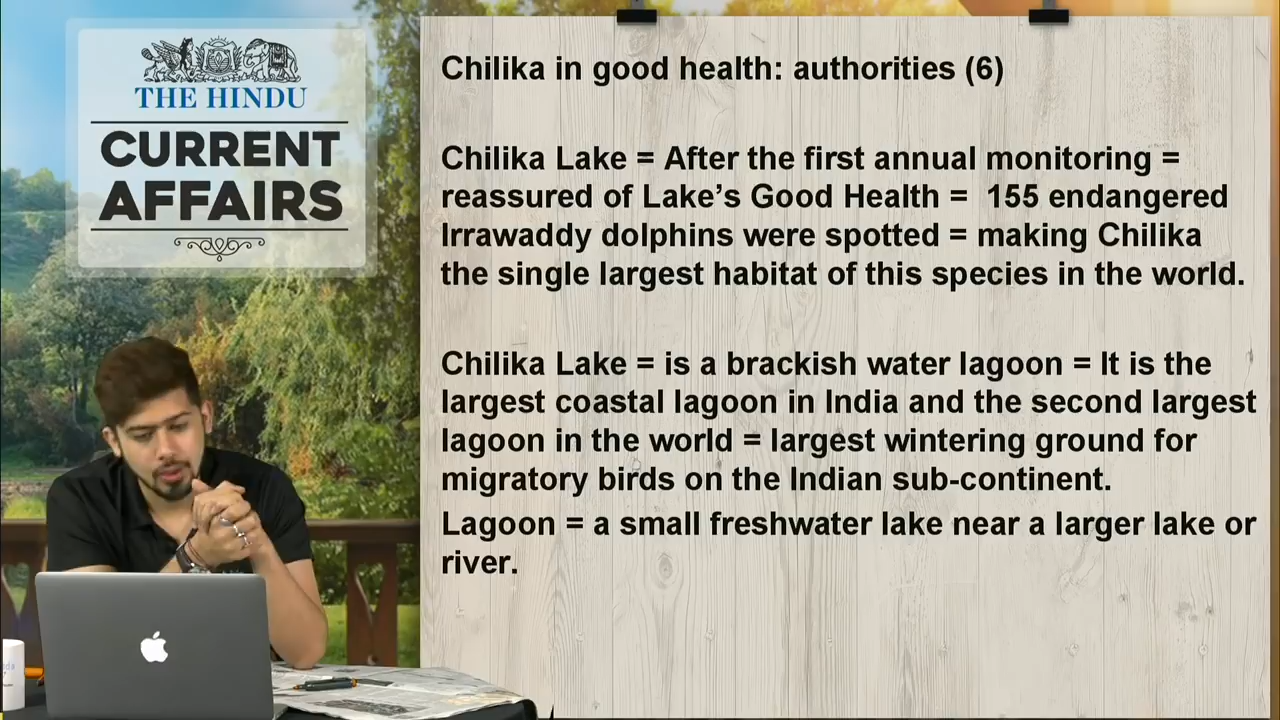 THE HINDU
CURRENT
AFFAIRS
Chilika in good health: authorities (6)
Chilika Lake = After the first annual monitoring =
reassured of Lake’s Good Health =  155 endangered
Irrawaddy dolphins were spotted = making Chilika
the single largest habitat of this species in the world.
Chilika Lake = is a brackish water lagoon = It is the
largest coastal lagoon in India and the second largest
lagoon in the world = largest wintering ground for
migratory birds on the Indian sub-continent.
Lagoon = a small freshwater lake near a larger lake or
river.